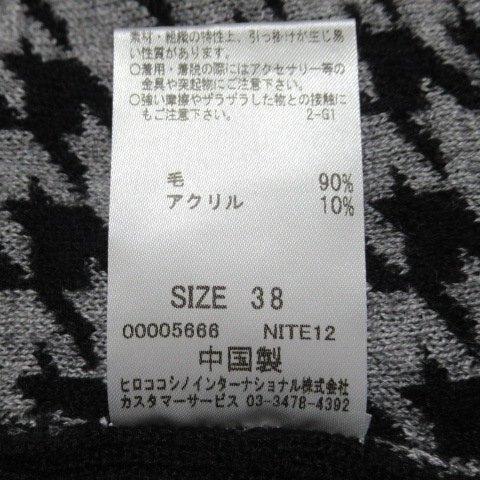 素材・組織の特性上、引っ掛けが生じ易
い性質があります。
○着用・着脱の際にはアクセサリー等の
金具や突起物にご注意下さい。
○強い摩擦やザラザラした物との接触に
もご注意下さい。 2-G1
毛 90%
アクリル 10%
SIZE 38
00005666 NITE12
中国製
ヒロココシノインターナショナル株式会社
カスタマーサービス 03-3478-4392